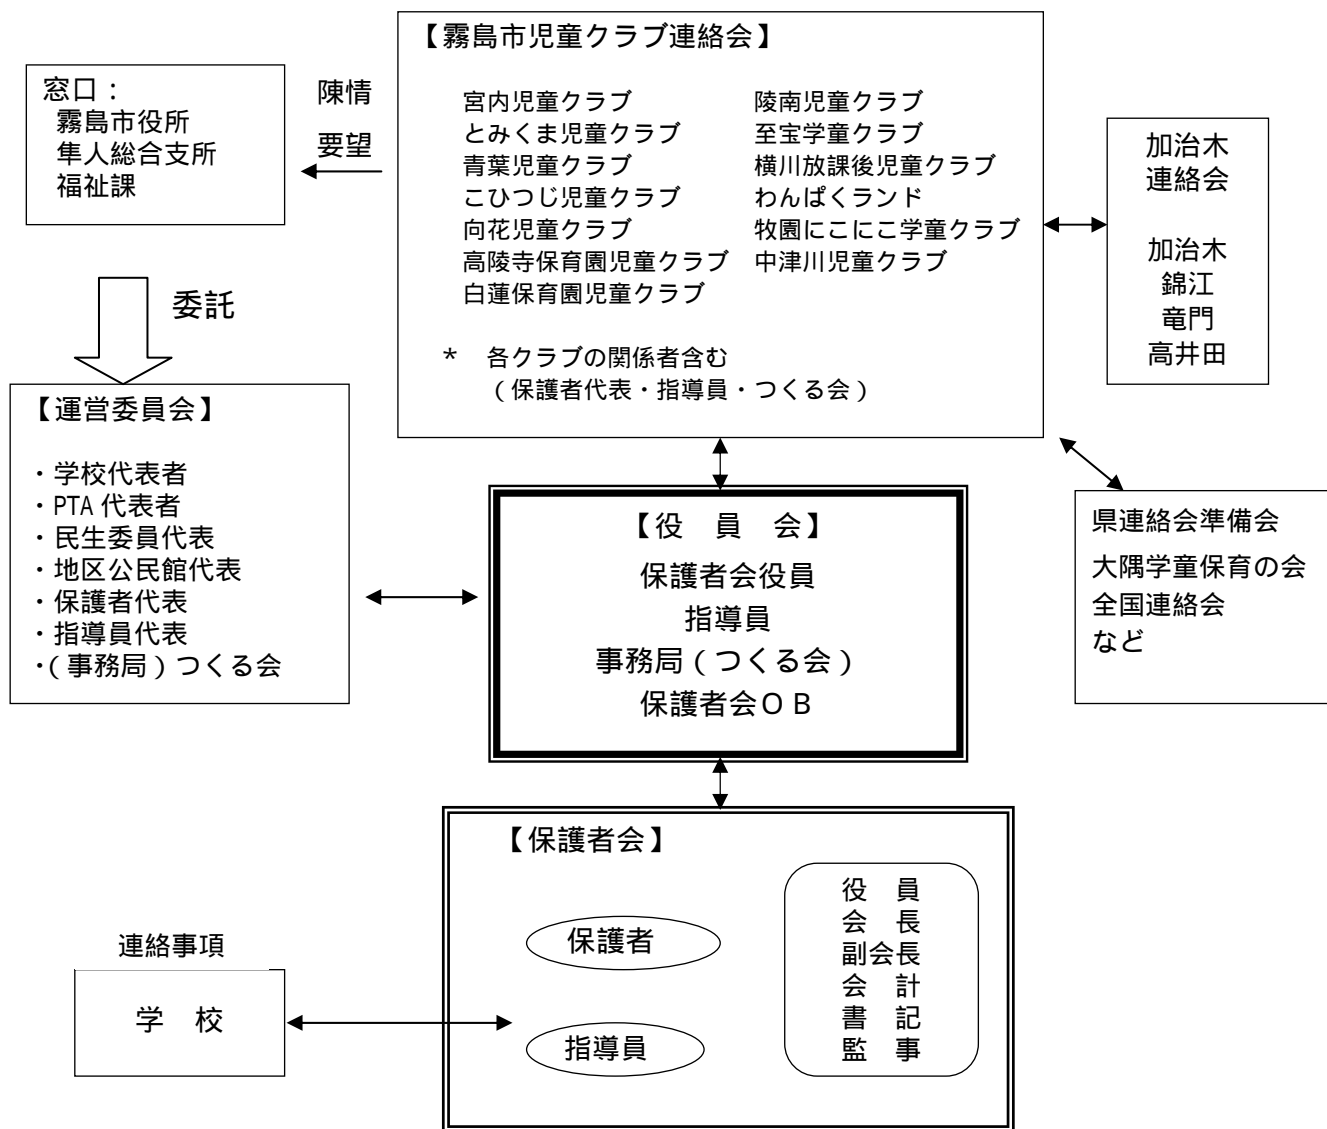 【霧島市児童クラブ連絡会】
宮内児童クラブ 陵南児童クラブ
とみくま児童クラブ 至宝学童クラブ
青葉児童クラブ 横川放課後児童クラブ
こひつじ児童クラブ わんぱくランド
向花児童クラブ 牧園にこにこ学童クラブ
高陵寺保育園児童クラブ 中津川児童クラブ
白蓮保育園児童クラブ
* 各クラブの関係者含む
(保護者代表・指導員・つくる会)
窓口:
霧島市役所
隼人総合支所
福祉課
陳情
要望
加治木
連絡会
加治木
錦江
竜門
高井田
委託
【運営委員会】
・学校代表者
・PTA代表者
・民生委員代表
・地区公民館代表
・保護者代表
・指導員代表
・(事務局)つくる会
【役 員 会】
保護者会役員
指導員
事務局(つくる会)
保護者会OB
県連絡会準備会
大隅学童保育の会
全国連絡会
など
【保護者会】
保護者
指導員
役 員
会 長
副会長
会 計
書 記
監 事
連絡事項
学 校